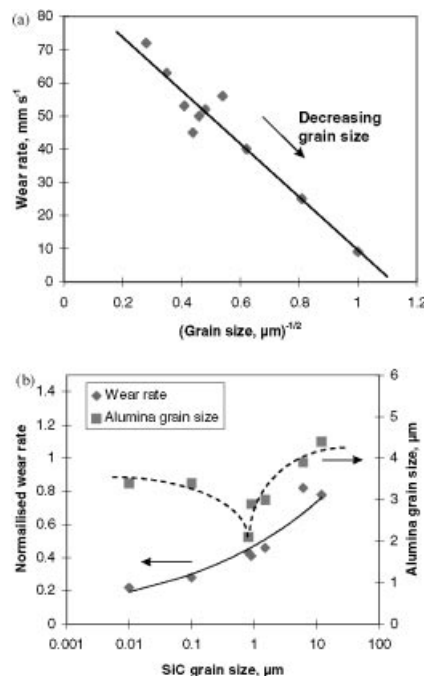 (a)
80
70
60
50
40
30
20
10
0
Wear rate, mm s⁻¹
Decreasing
grain size
0 0.2 0.4 0.6 0.8 1 1.2
(Grain size, μm)⁻¹/²
(b)
Wear rate
Alumina grain size
1.4
1.2
1
0.8
0.6
0.4
0.2
0.0
Normailised wear rate
6
5
4
3
2
1
0
Alumina grain size, μm
0.001 0.01 0.1 1 10 100
SiC grain size, μm